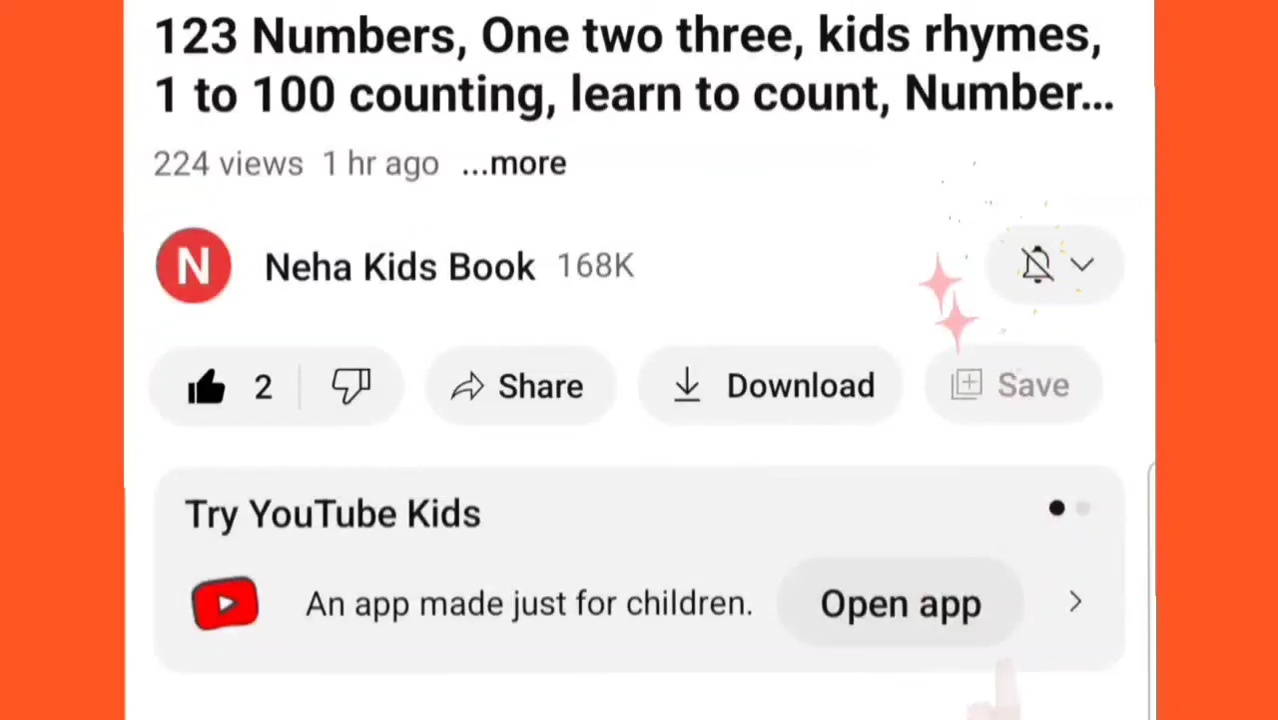 123 Numbers, One two three, kids rhymes,
1 to 100 counting, learn to count, Number...
224 views 1 hr ago ...more
N Neha Kids Book 168K
2 Share Download Save
Try YouTube Kids
An app made just for children. Open app